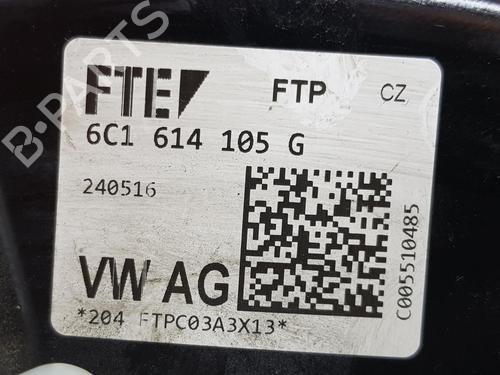 B-PARTS
FTE FTP CZ
6C1 614 105 G
240516
C005510485
VW AG
*204 FTPC03A3X13*